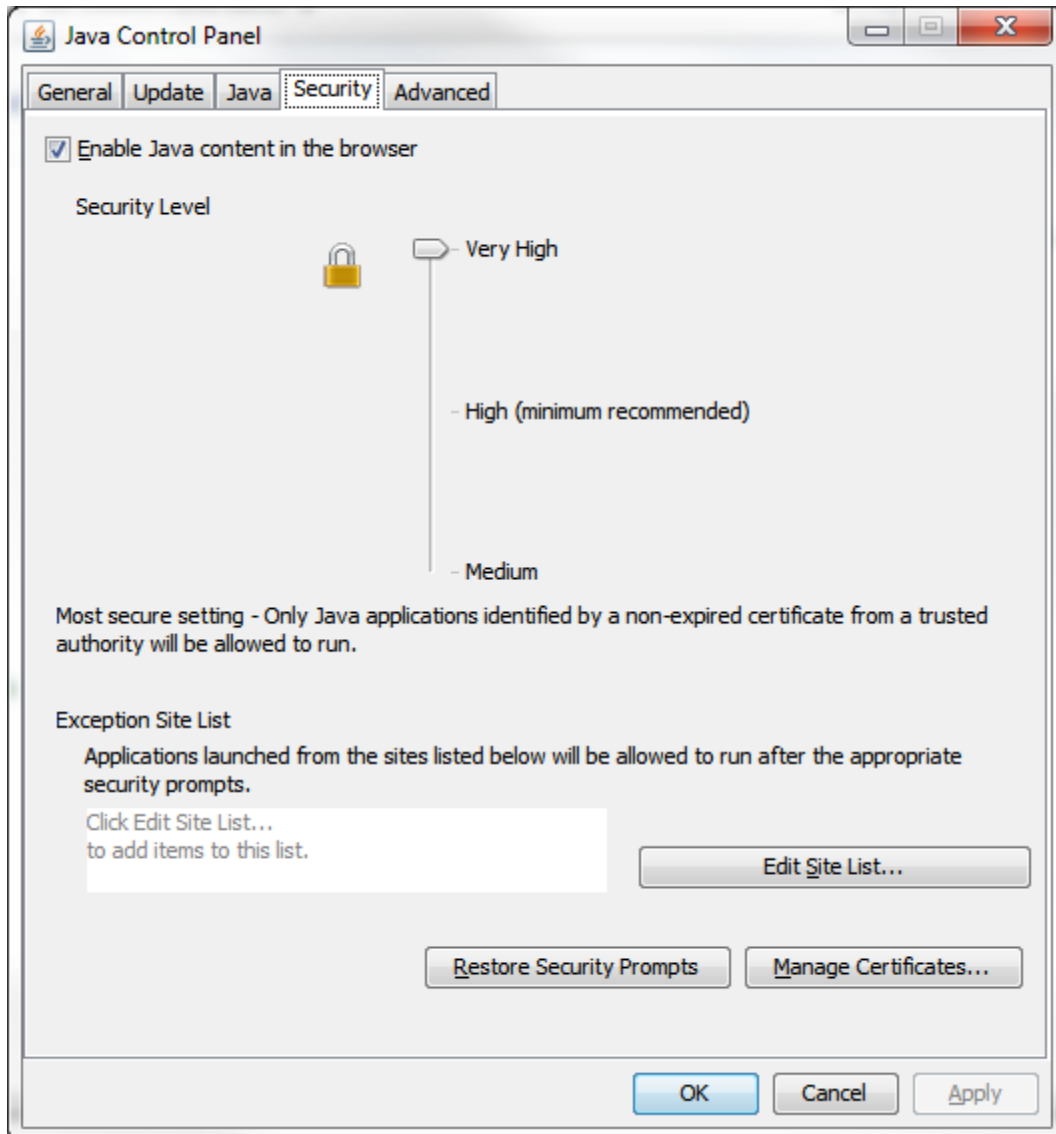 Java Control Panel
General Update Java Security Advanced
Enable Java content in the browser
Security Level
Very High
High (minimum recommended)
Medium
Most secure setting - Only Java applications identified by a non-expired certificate from a trusted
authority will be allowed to run.
Exception Site List
Applications launched from the sites listed below will be allowed to run after the appropriate
security prompts.
Click Edit Site List...
to add items to this list.
Edit Site List...
Restore Security Prompts Manage Certificates...
OK Cancel Apply